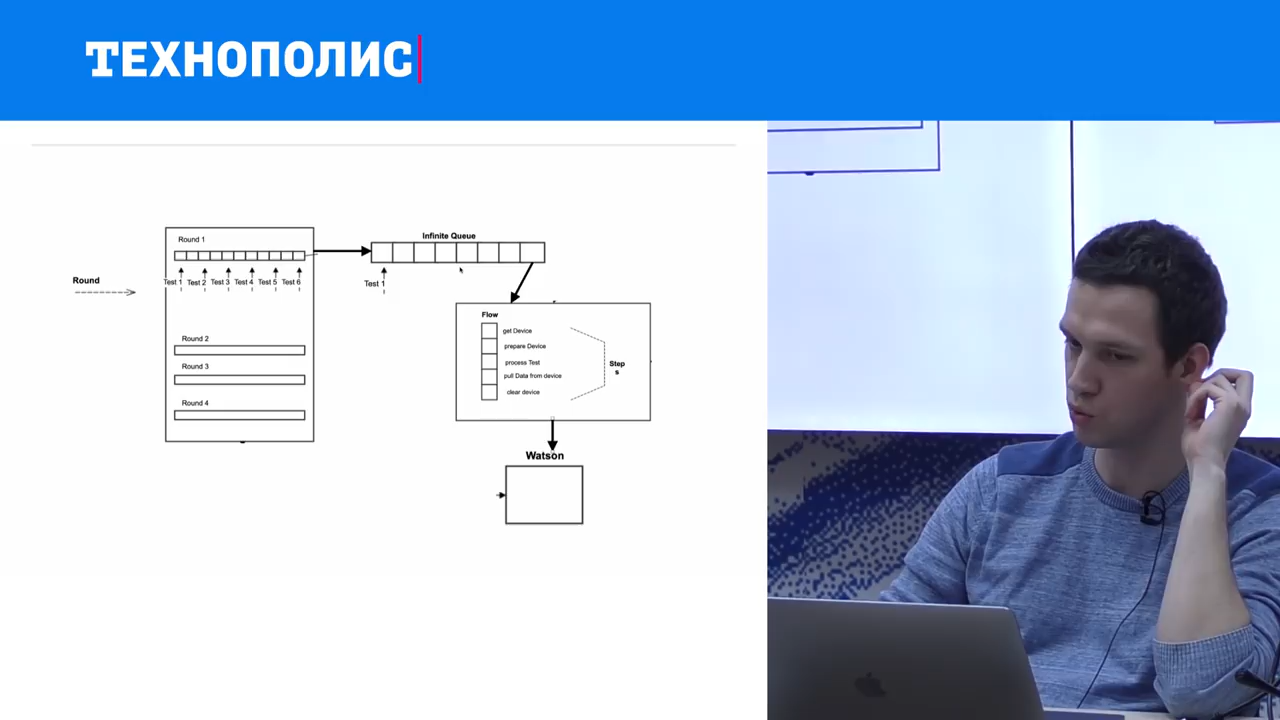 ТЕХНОПОЛИС
Round
Round 1
Test 1
Test 2
Test 3
Test 4
Test 5
Test 6
Round 2
Round 3
Round 4
Infinite Queue
Test 1
Flow
get Device
prepare Device
process Test
pull Data from device
clear device
Step
s
Watson